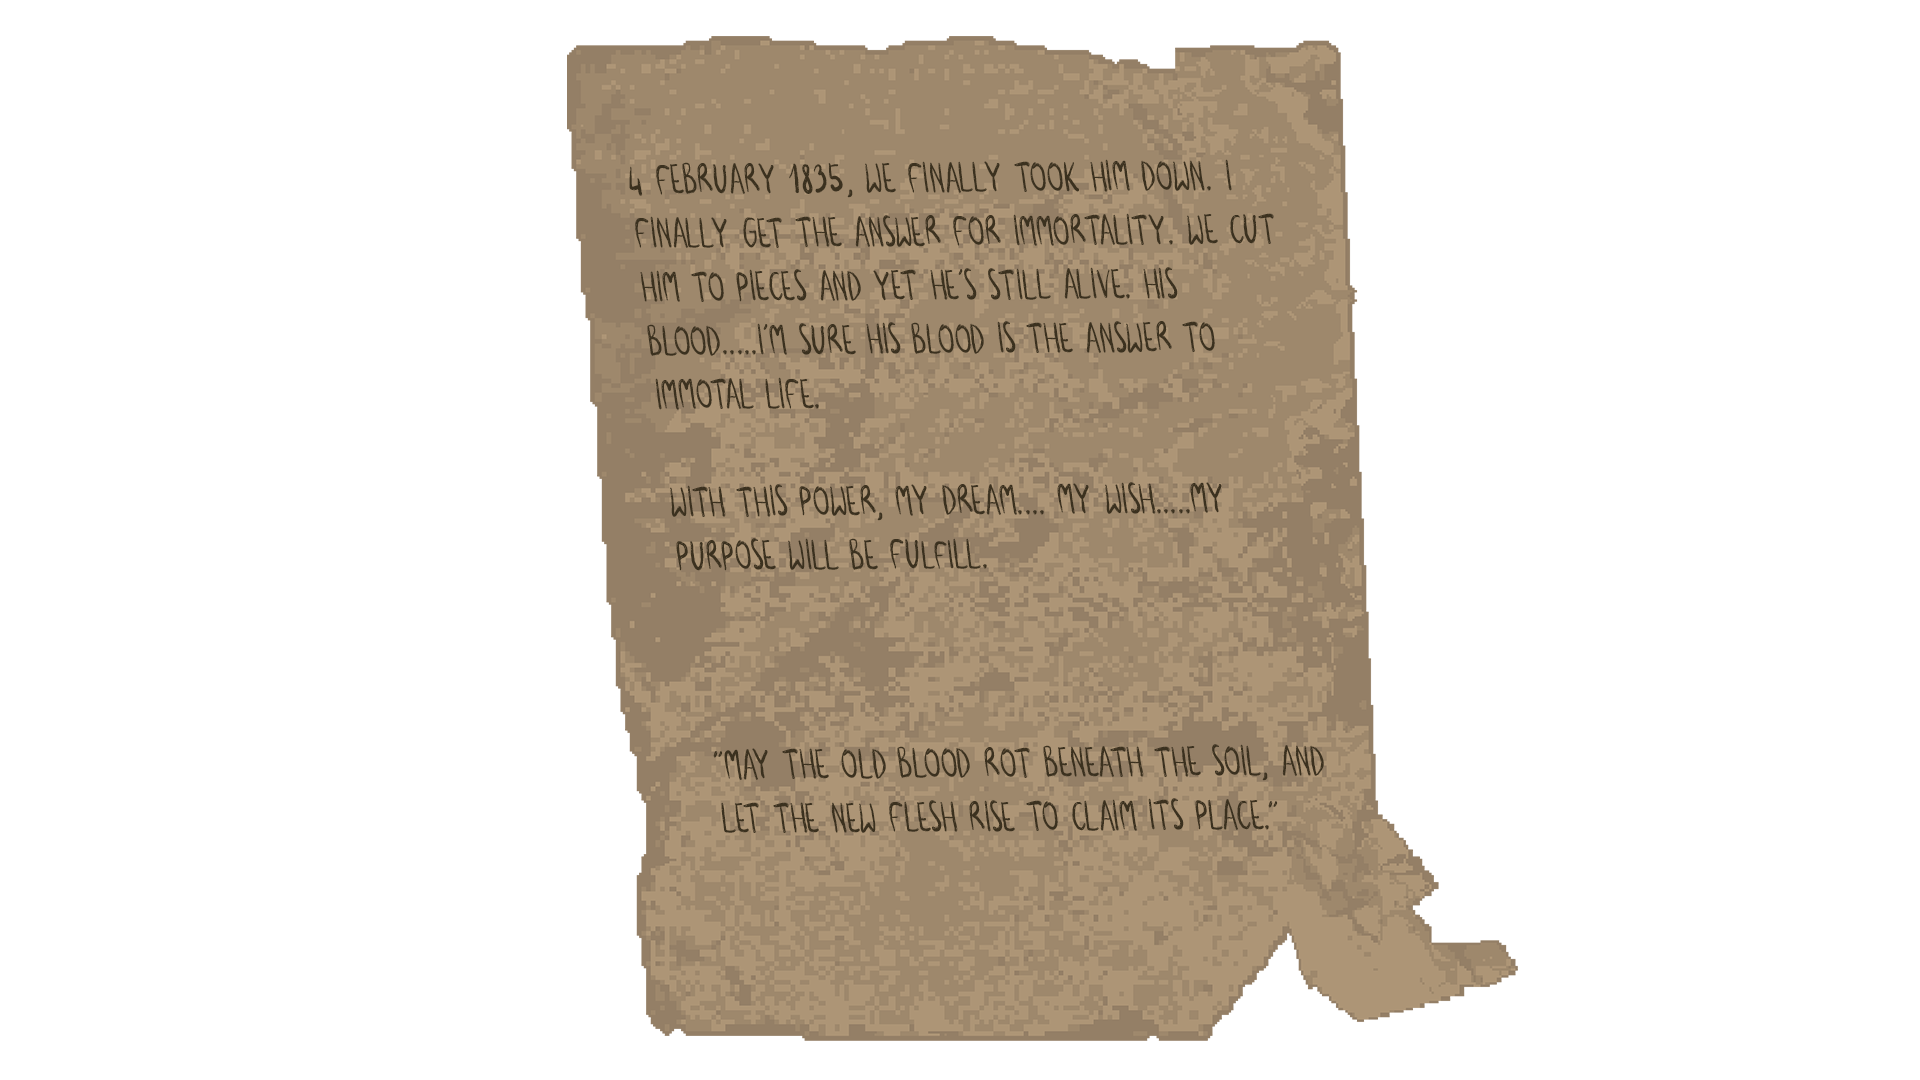 4 FEBRUARY 1835, WE FINALLY TOOK HIM DOWN. I
FINALLY GET THE ANSWER FOR IMMORTALITY. WE CUT
HIM TO PIECES AND YET HE'S STILL ALIVE. HIS
BLOOD.....I'M SURE HIS BLOOD IS THE ANSWER TO
IMMOTAL LIFE.
WITH THIS POWER, MY DREAM.... MY WISH.....MY
PURPOSE WILL BE FULFILL.
"MAY THE OLD BLOOD ROT BENEATH THE SOIL, AND
LET THE NEW FLESH RISE TO CLAIM ITS PLACE."